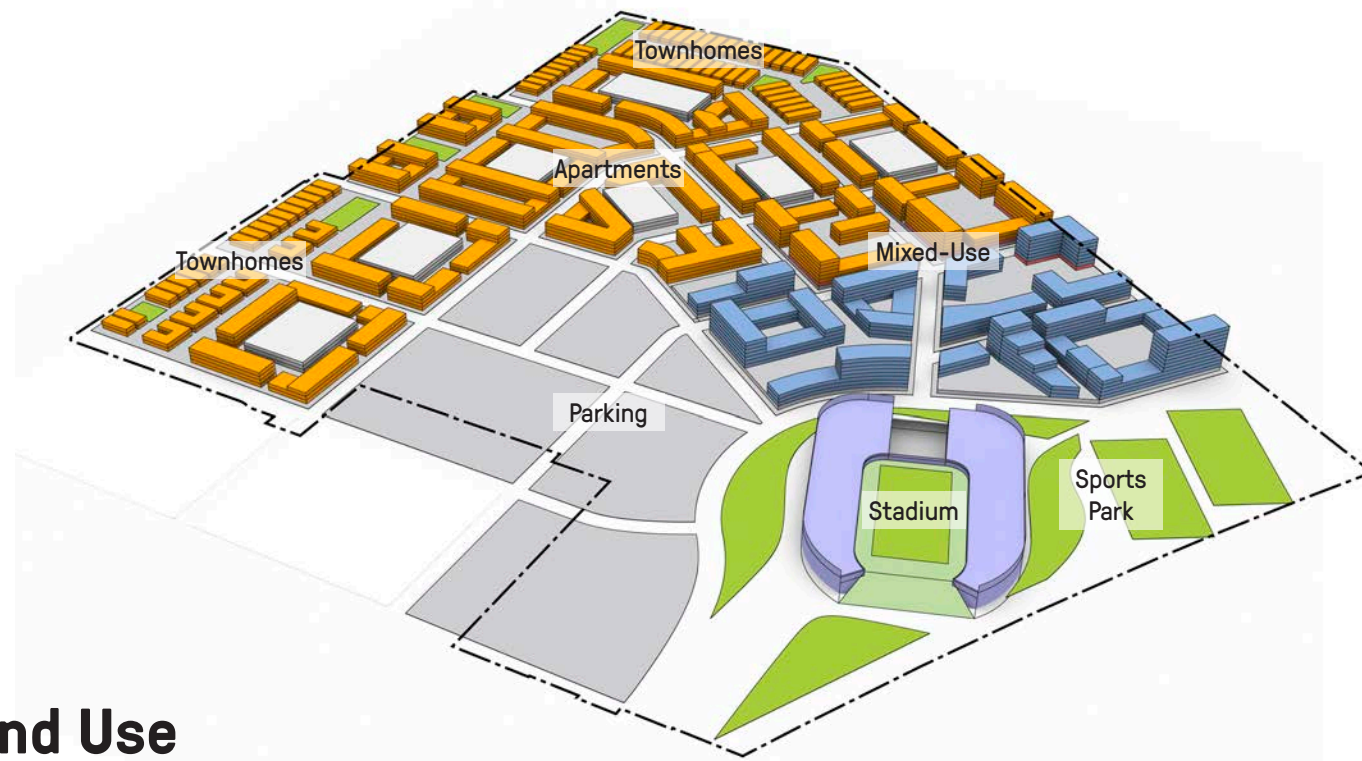 Townhomes
Apartments
Mixed-Use
Townhomes
Parking
Stadium
Sports
Park
nd Use